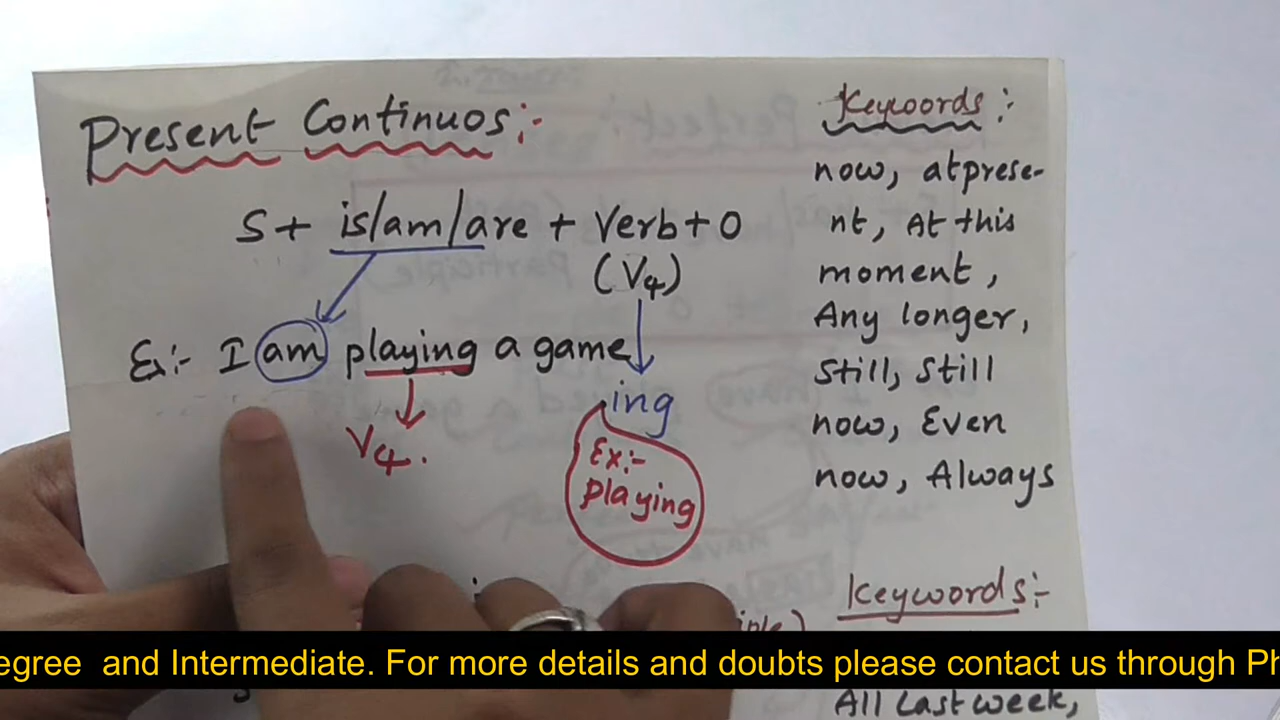 Present Continuos:-
S+ is/am/are + Verb+O
(V4)
Ex:- I am playing a game
ing
V4.
Ex:-
Playing
Keywords:
now, atprese-
nt, At this
moment,
Any longer,
Still, Still
now, Even
now, Always
Keywords:-
iple)
egree and Intermediate. For more details and doubts please contact us through Ph
All Last week,